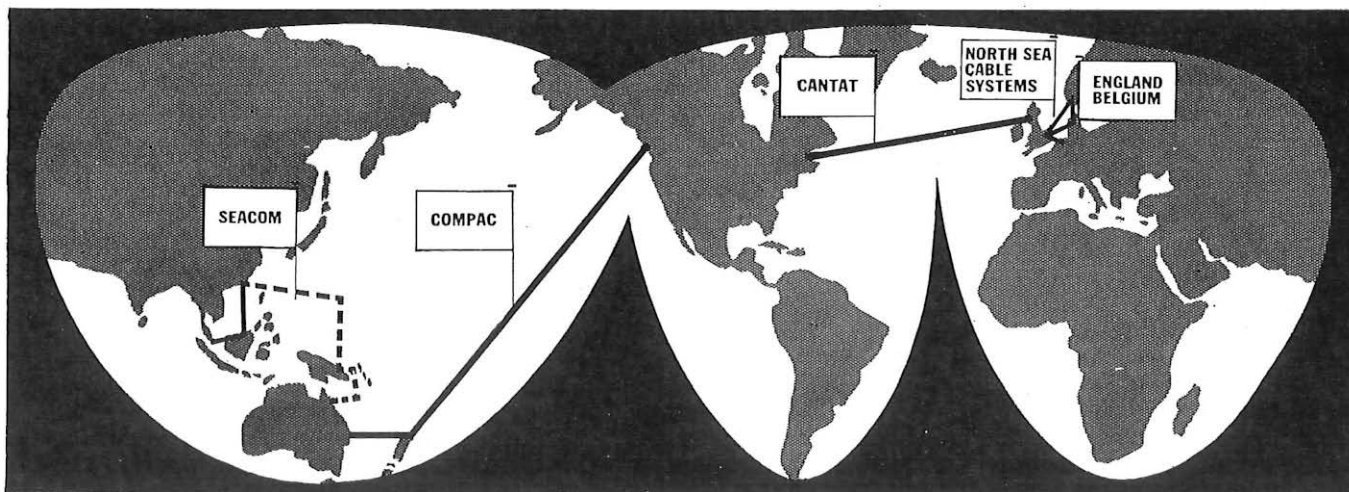 SEACOM
COMPAC
CANTAT
NORTH SEA
CABLE
SYSTEMS
ENGLAND
BELGIUM